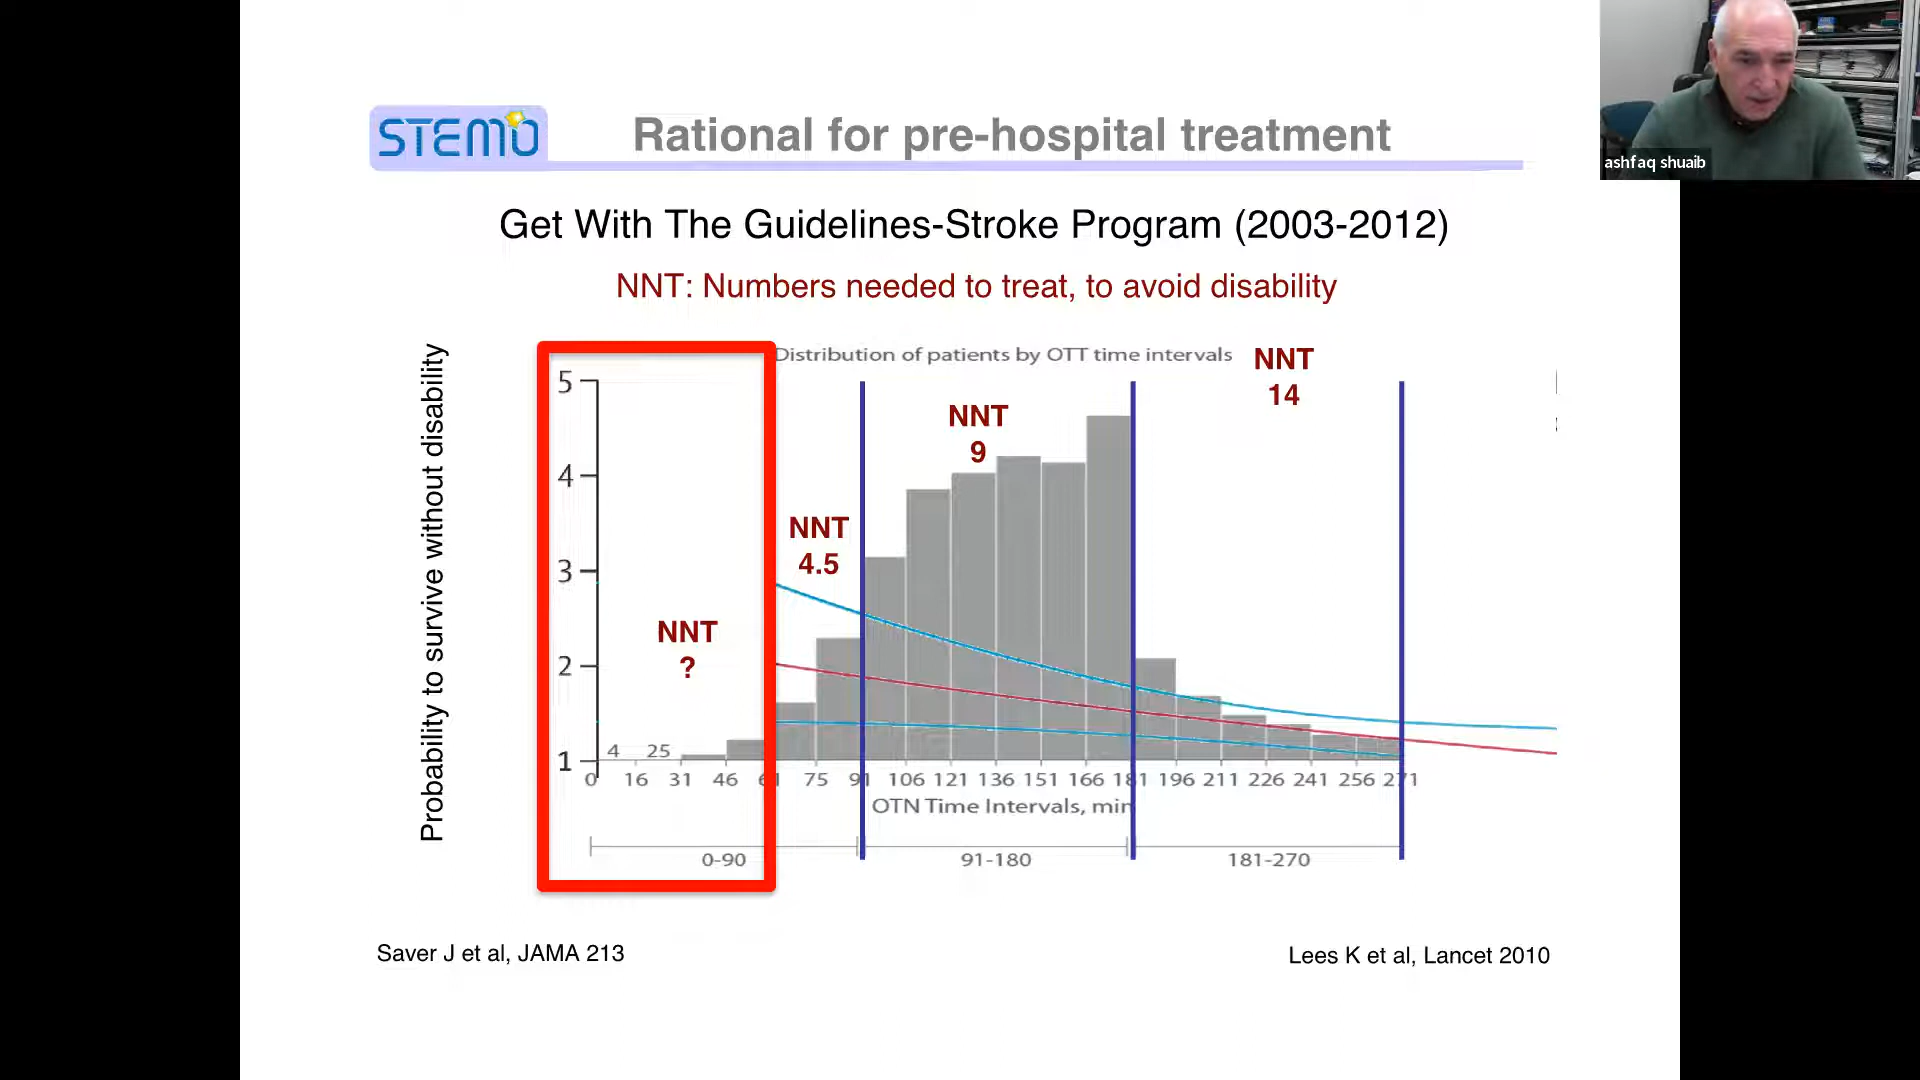 STEMO
Rational for pre-hospital treatment
ashfaq shuaib
Get With The Guidelines-Stroke Program (2003-2012)
NNT: Numbers needed to treat, to avoid disability
Probability to survive without disability
Distribution of patients by OTT time intervals
NNT
14
NNT
9
NNT
4.5
NNT
?
5
4
3
2
1
4 25
0 16 31 46 61 75 91 106 121 136 151 166 181 196 211 226 241 256 271
OTN Time Intervals, min
0-90 91-180 181-270
Saver J et al, JAMA 213
Lees K et al, Lancet 2010